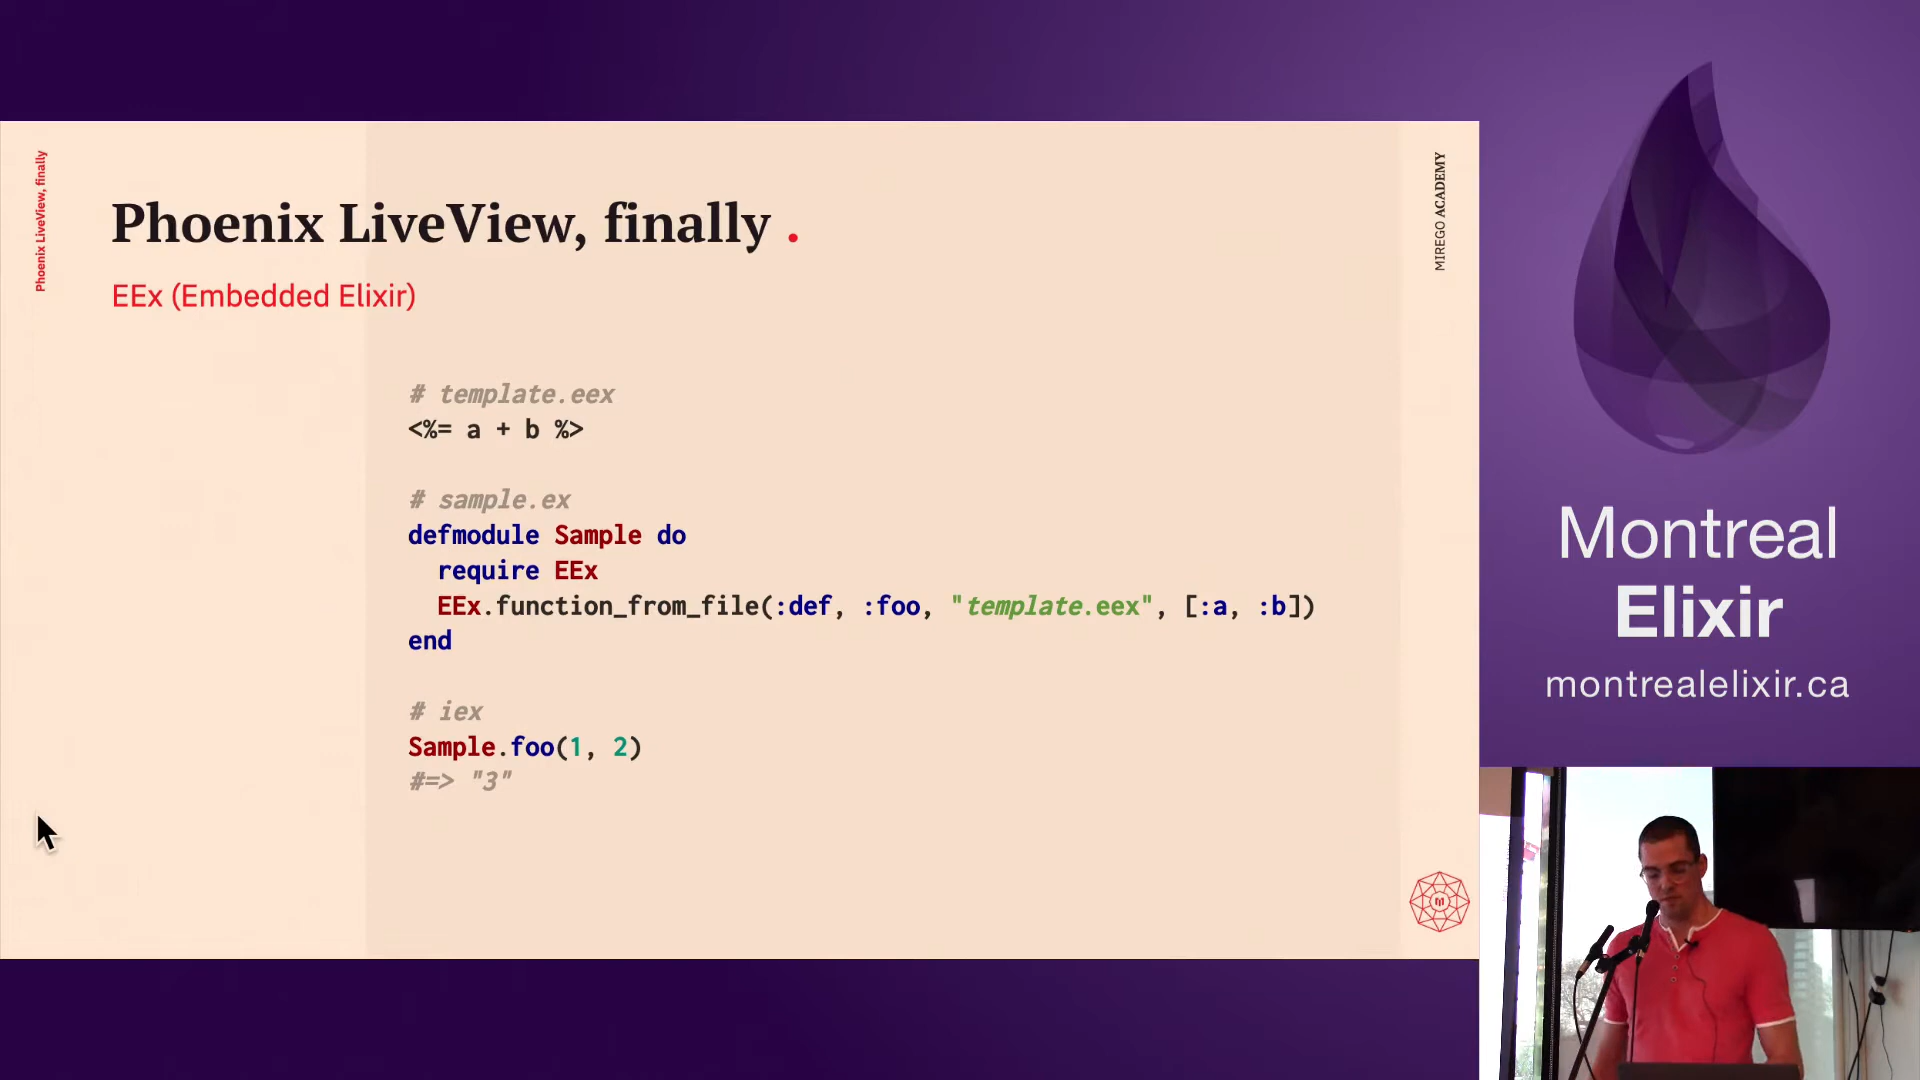 Phoenix LiveView, finally
MIREGO ACADEMY
Phoenix LiveView, finally .
EEx (Embedded Elixir)
# template.eex
<%= a + b %>
# sample.ex
defmodule Sample do
  require EEx
  EEx.function_from_file(:def, :foo, "template.eex", [:a, :b])
end
# iex
Sample.foo(1, 2)
#=> "3"
Montreal
Elixir
montrealelixir.ca